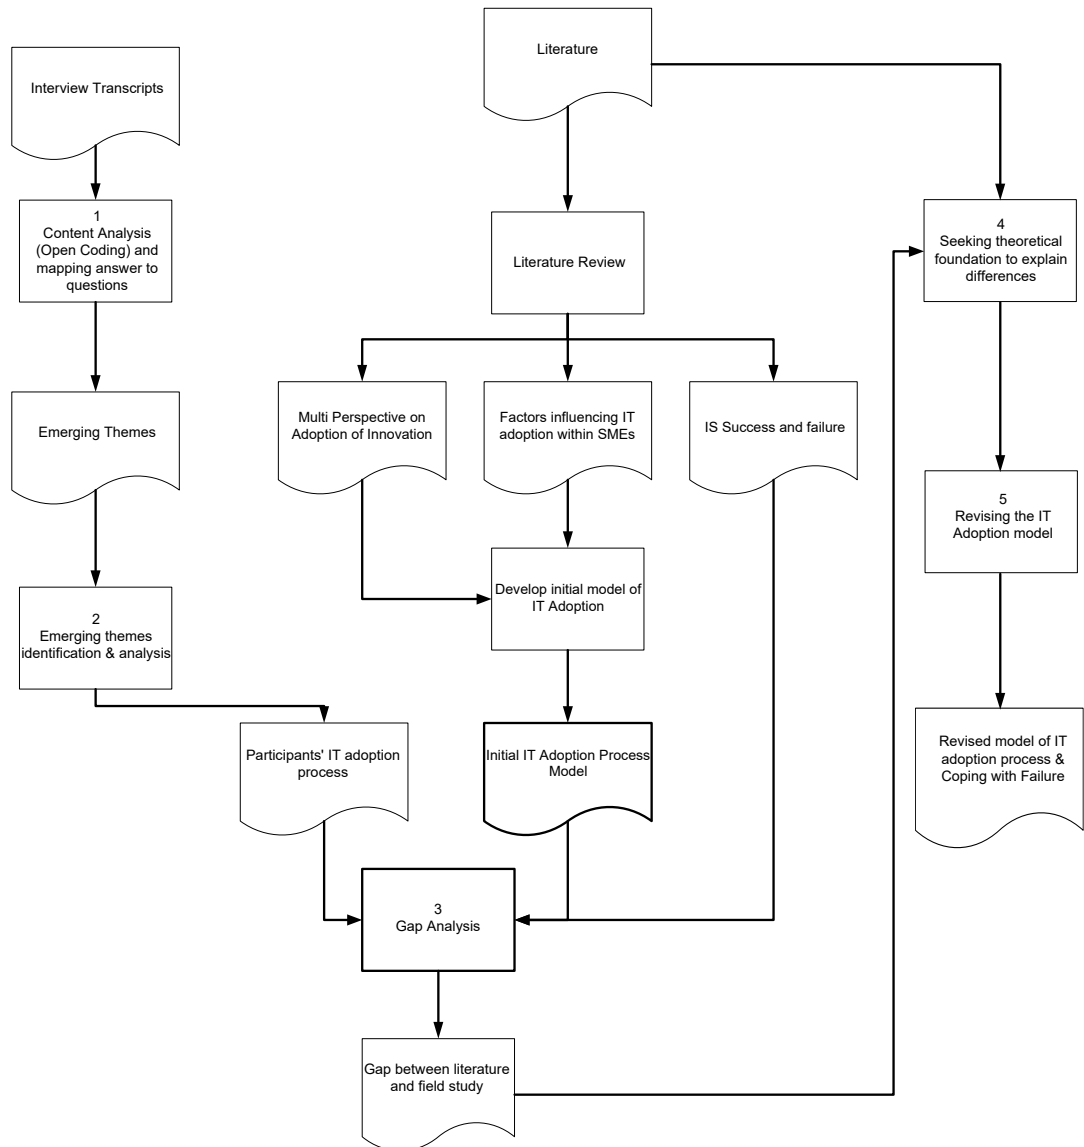 Literature
Interview Transcripts
1
Content Analysis
(Open Coding) and
mapping answer to
questions
4
Seeking theoretical
foundation to explain
differences
Literature Review
Emerging Themes
Multi Perspective on
Adoption of Innovation
Factors influencing IT
adoption within SMEs
IS Success and failure
5
Revising the IT
Adoption model
Develop initial model of
IT Adoption
2
Emerging themes
identification & analysis
Participants' IT adoption
process
Initial IT Adoption Process
Model
Revised model of IT
adoption process &
Coping with Failure
3
Gap Analysis
Gap between literature
and field study